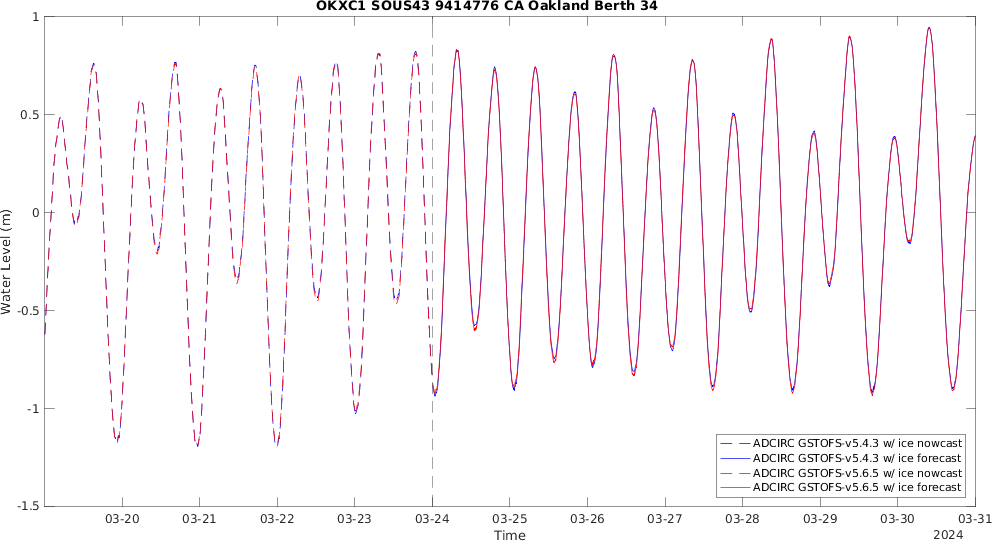 OKXC1 SOUS43 9414776 CA Oakland Berth 34
1
0.5
0
-0.5
-1
-1.5
Water Level (m)
03-20 03-21 03-22 03-23 03-24 03-25 03-26 03-27 03-28 03-29 03-30 03-31
Time
2024
ADCIRC GSTOFS-v5.4.3 w/ ice nowcast
ADCIRC GSTOFS-v5.4.3 w/ ice forecast
ADCIRC GSTOFS-v5.6.5 w/ ice nowcast
ADCIRC GSTOFS-v5.6.5 w/ ice forecast